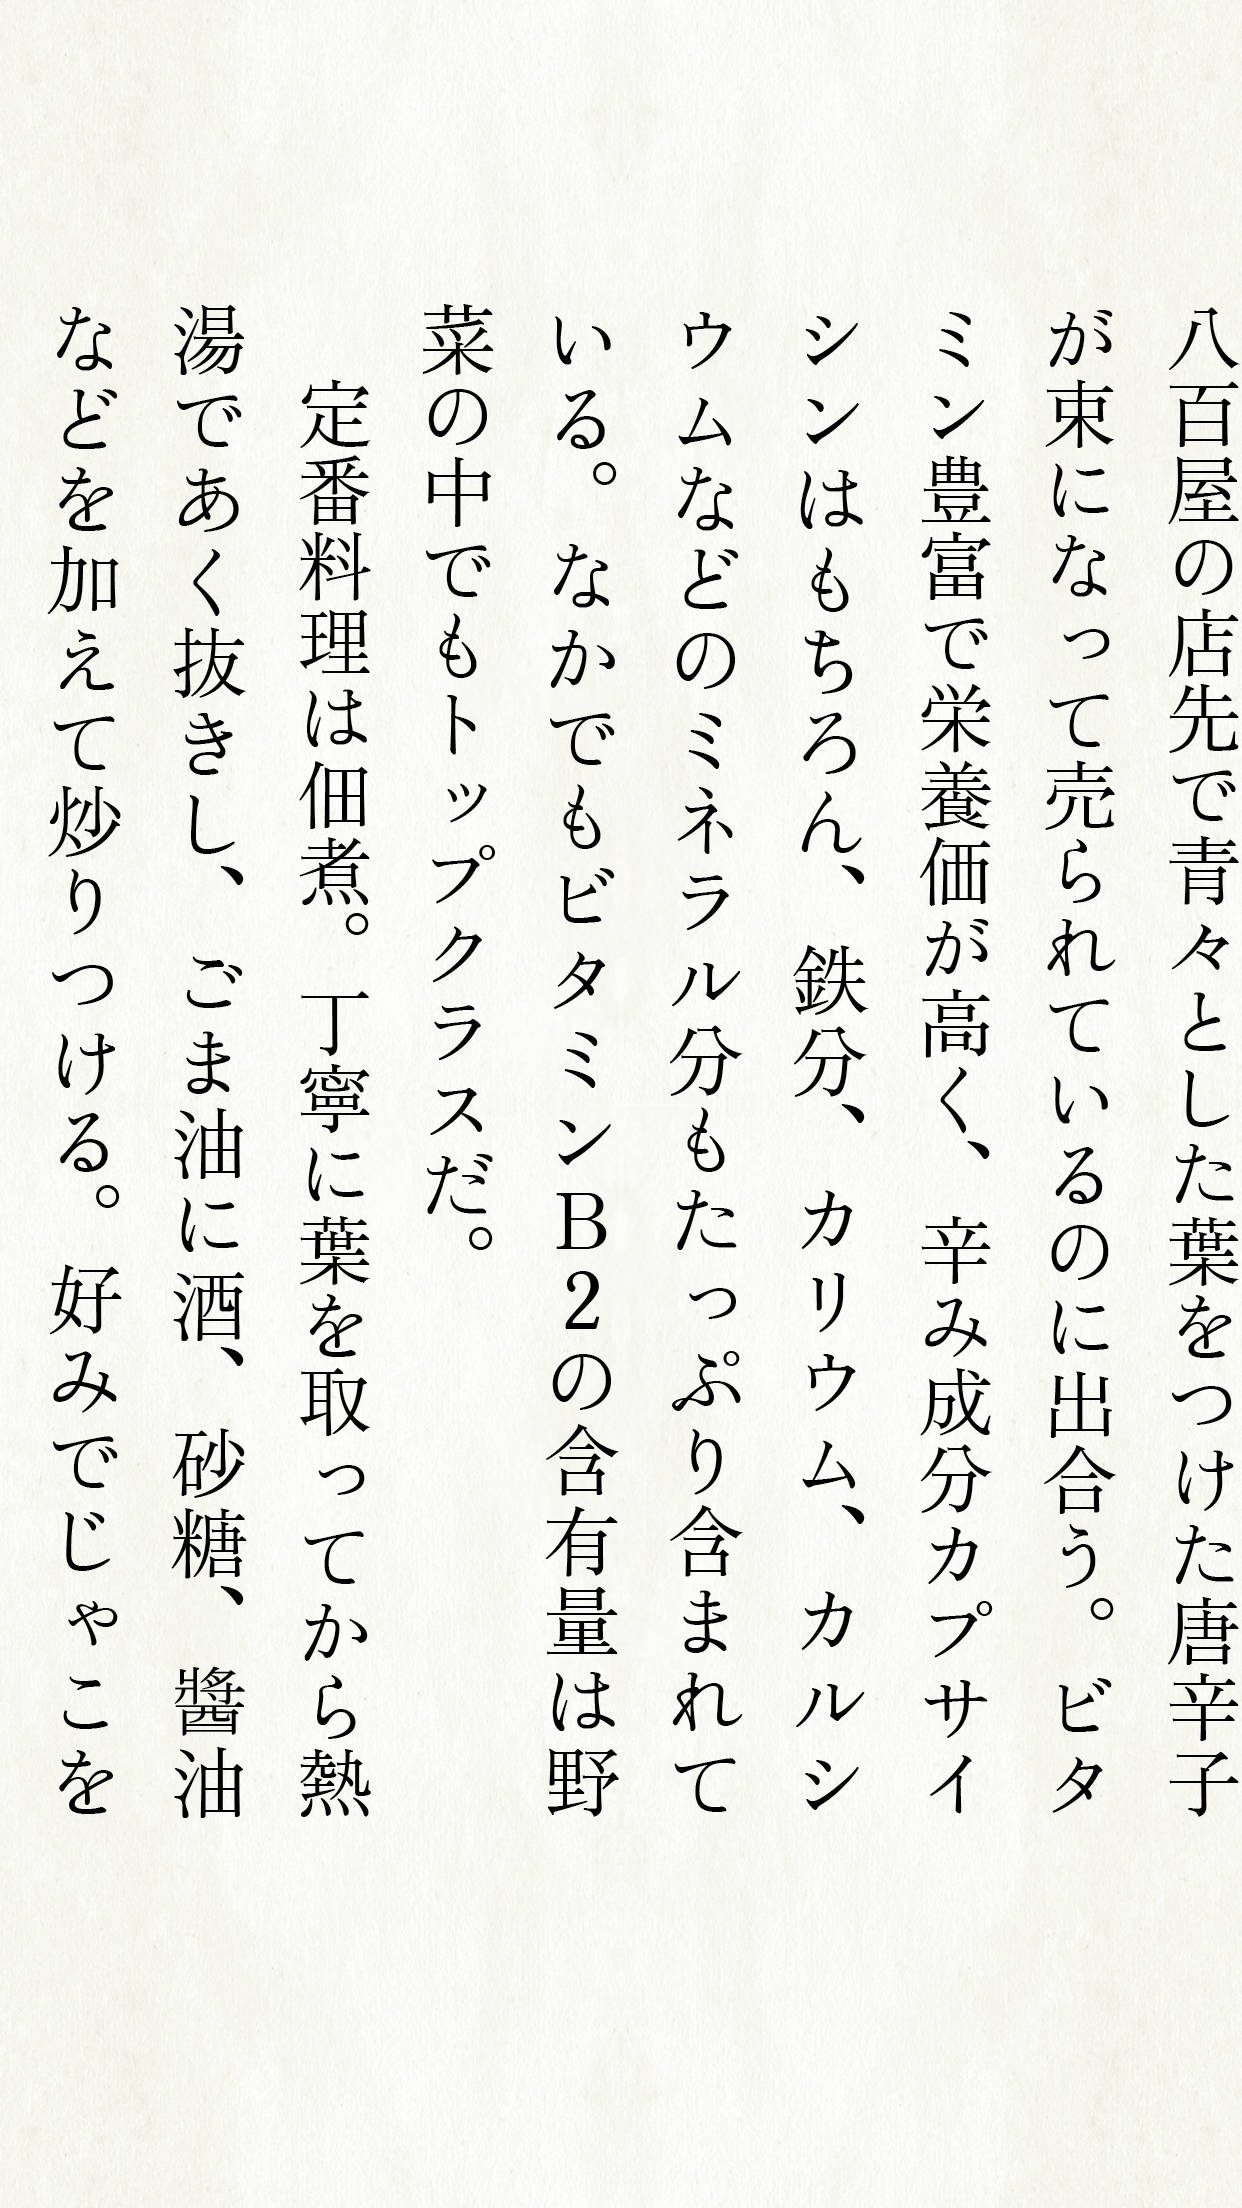 八百屋の店先で青々とした葉をつけた唐辛子
が束になって売られているのに出合う。ビタ
ミン豊富で栄養価が高く、辛み成分カプサイ
シンはもちろん、鉄分、カリウム、カルシ
ウムなどのミネラル分もたっぷり含まれて
いる。なかでもビタミンB2の含有量は野
菜の中でもトップクラスだ。
　定番料理は佃煮。丁寧に葉を取ってから熱
湯であく抜きし、ごま油に酒、砂糖、醬油
などを加えて炒りつける。好みでじゃこを